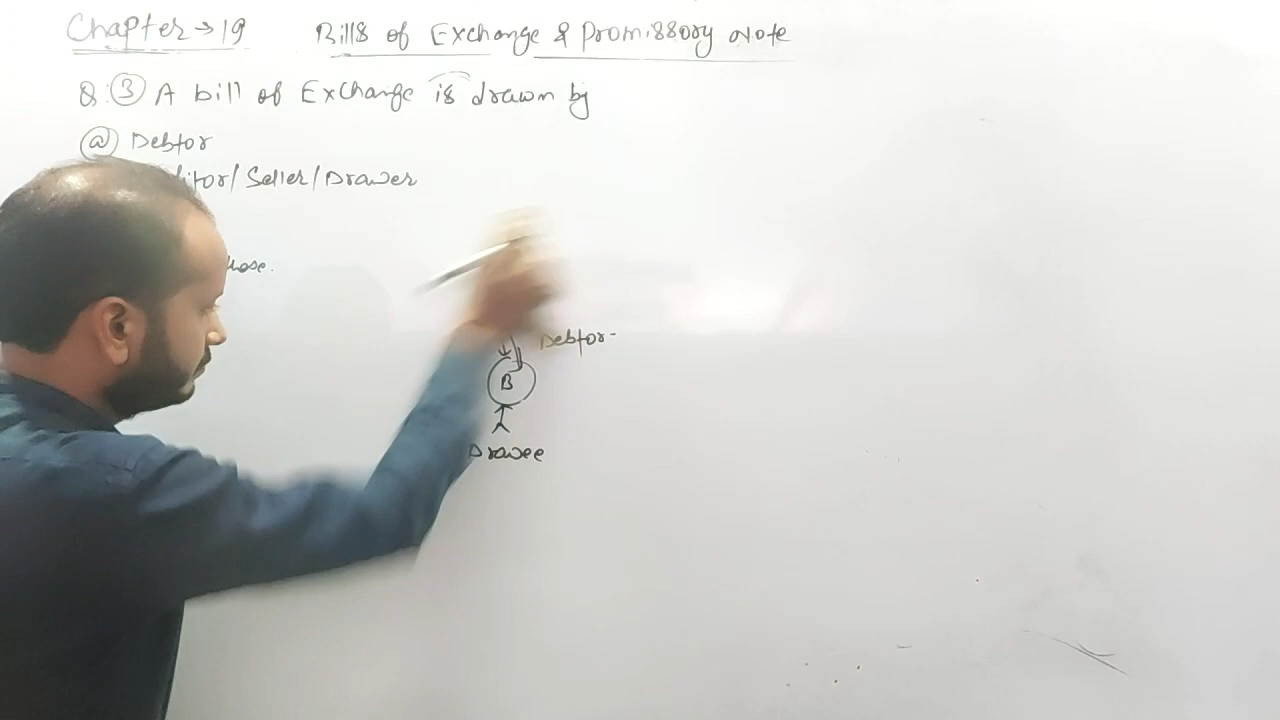 Chapter → 19 Bills of Exchange & Promissory Note
Q. ③ A bill of Exchange is drawn by
ⓐ Debtor
itor/Seller/Drawer
hose.
Debtor
B
Drawee